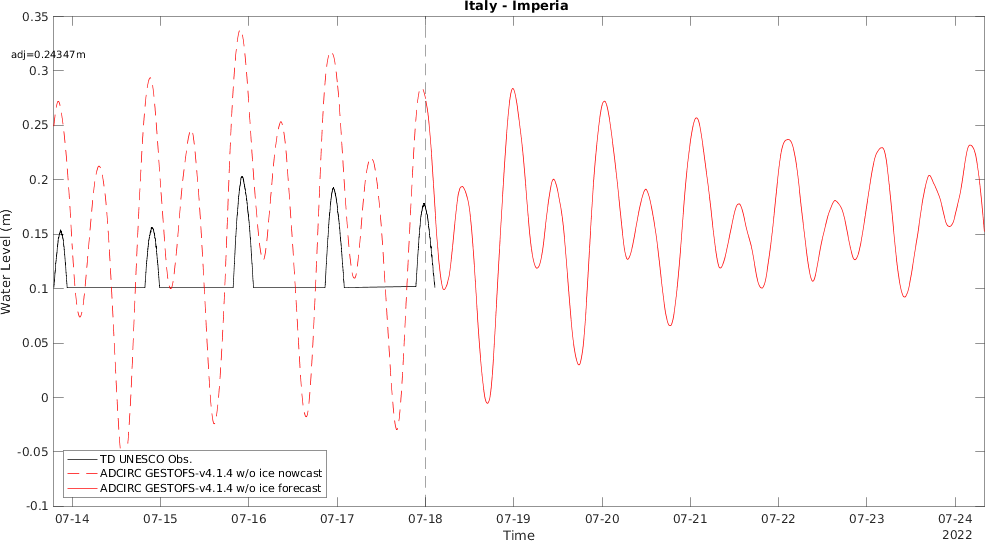 Italy - Imperia
adj=0.24347m
0.35
0.3
0.25
0.2
0.15
0.1
0.05
0
-0.05
-0.1
Water Level (m)
TD UNESCO Obs.
ADCIRC GESTOFS-v4.1.4 w/o ice nowcast
ADCIRC GESTOFS-v4.1.4 w/o ice forecast
07-14 07-15 07-16 07-17 07-18 07-19 07-20 07-21 07-22 07-23 07-24
Time
2022